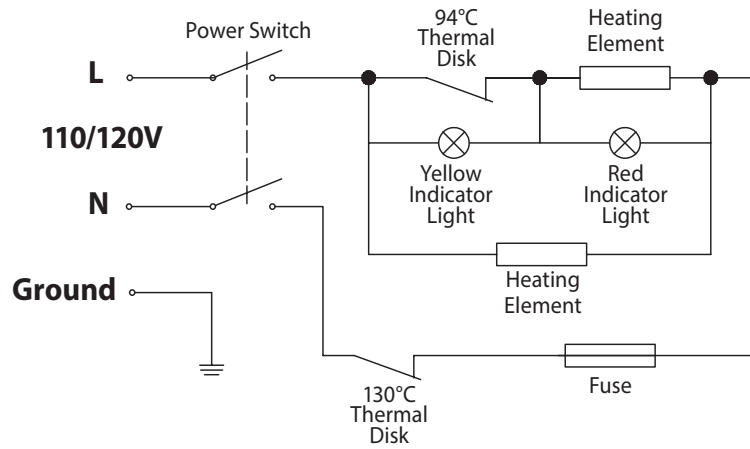 Power Switch
94°C
Thermal
Disk
Heating
Element
L
110/120V
Yellow
Indicator
Light
Red
Indicator
Light
N
Heating
Element
Ground
130°C
Thermal
Disk
Fuse